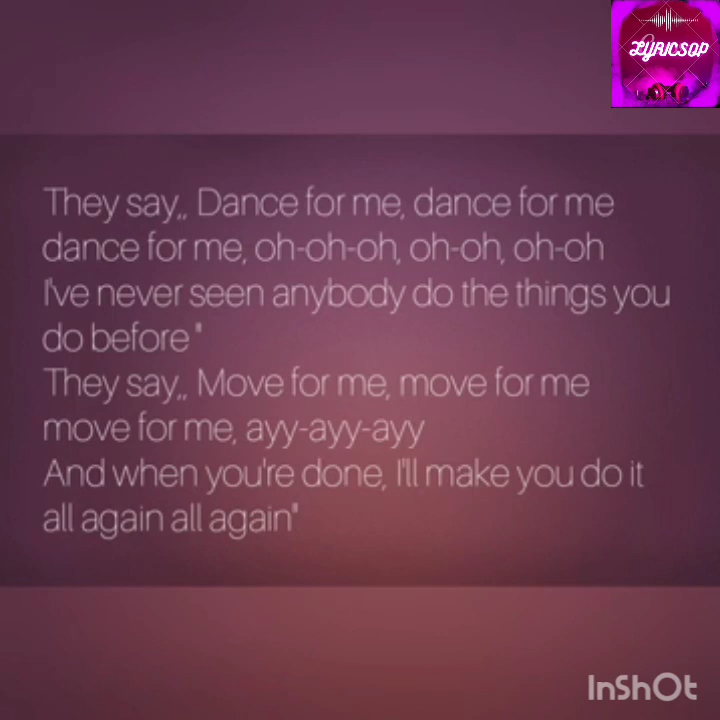 LYRICSOP
They say,, Dance for me, dance for me
dance for me, oh-oh-oh, oh-oh, oh-oh
I've never seen anybody do the things you
do before"
They say,, Move for me, move for me
move for me, ayy-ayy-ayy
And when you're done, I'll make you do it
all again all again"
InShOt